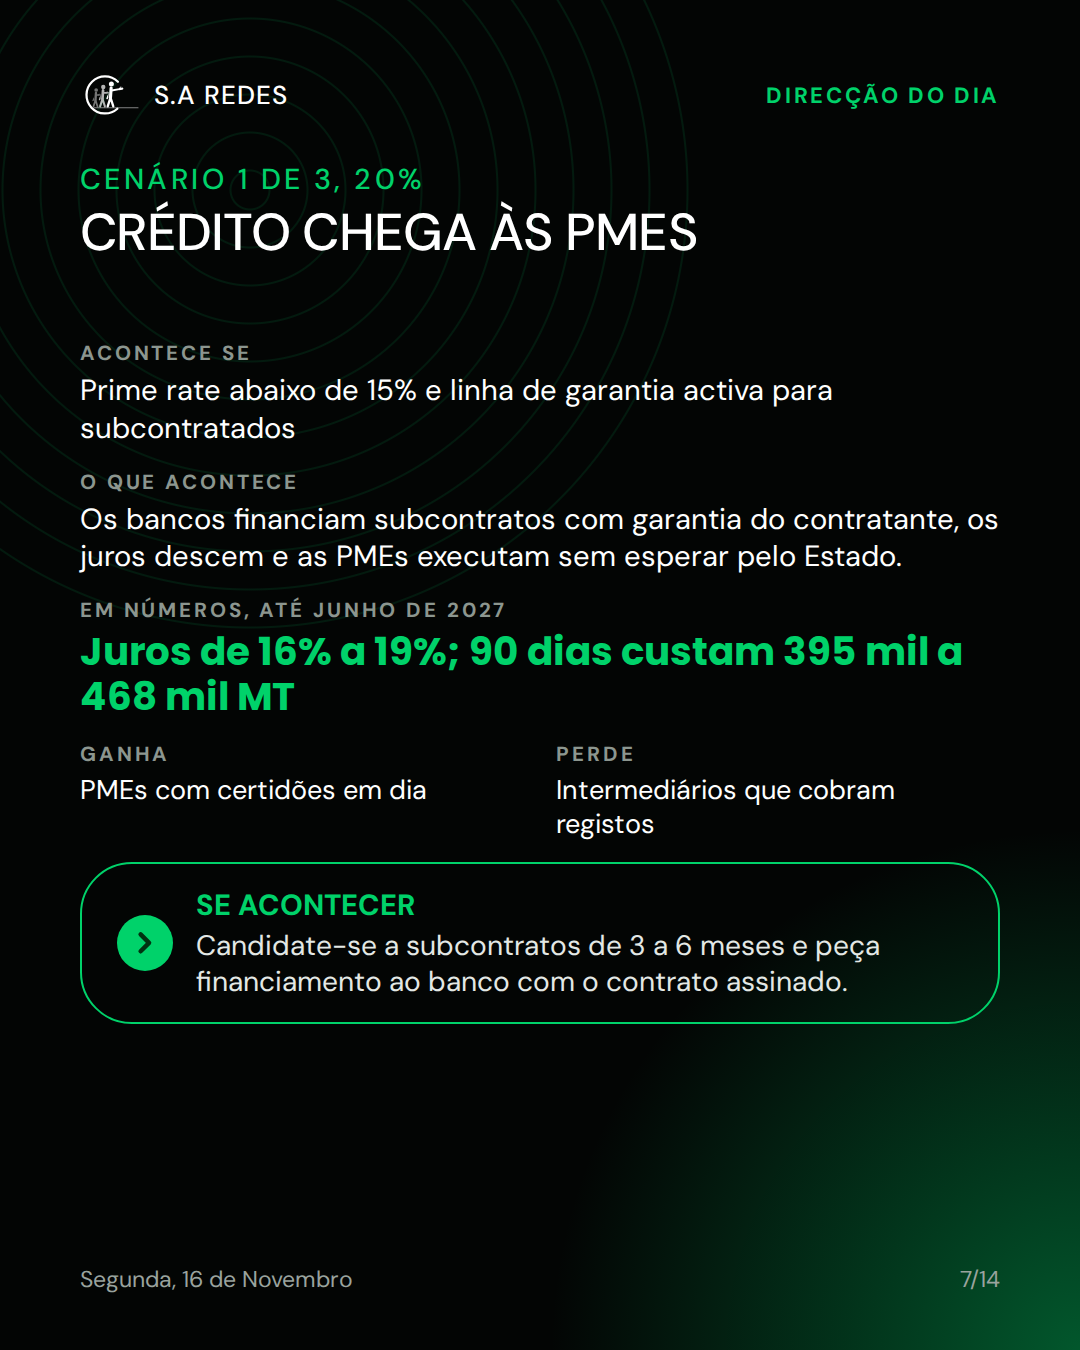 S.A REDES
DIRECÇÃO DO DIA
CENÁRIO 1 DE 3, 20%
CRÉDITO CHEGA ÀS PMES
ACONTECE SE
Prime rate abaixo de 15% e linha de garantia activa para
subcontratados
O QUE ACONTECE
Os bancos financiam subcontratos com garantia do contratante, os
juros descem e as PMEs executam sem esperar pelo Estado.
EM NÚMEROS, ATÉ JUNHO DE 2027
Juros de 16% a 19%; 90 dias custam 395 mil a
468 mil MT
GANHA
PMEs com certidões em dia
PERDE
Intermediários que cobram
registos
SE ACONTECER
Candidate-se a subcontratos de 3 a 6 meses e peça
financiamento ao banco com o contrato assinado.
Segunda, 16 de Novembro
7/14